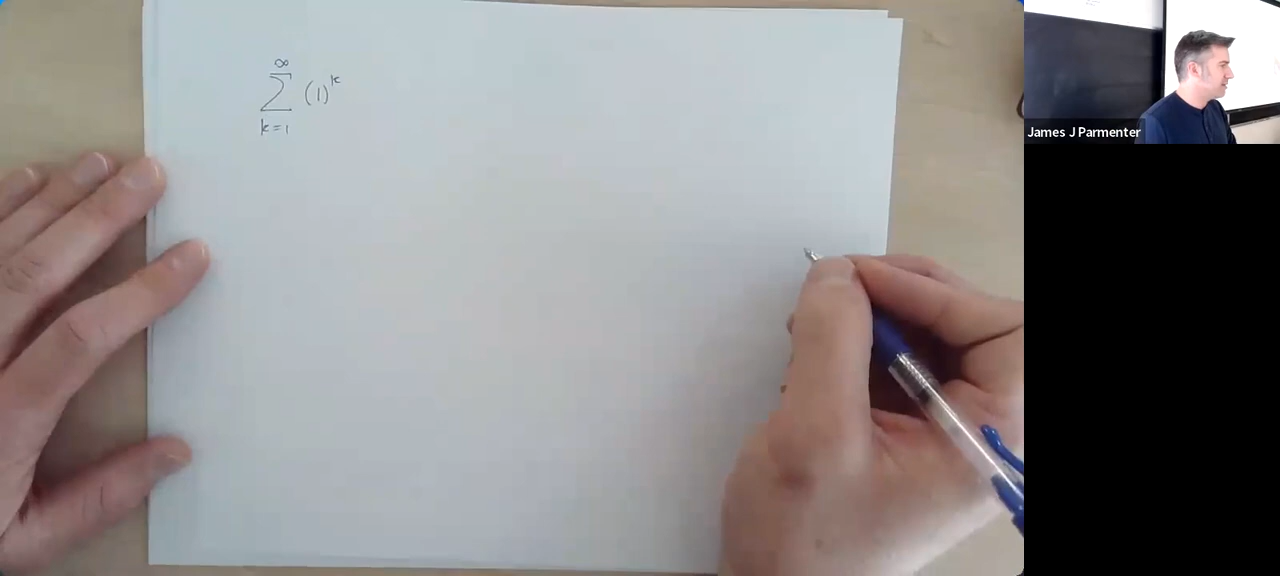 ∞
∑ (1)^k
k=1
James J Parmenter